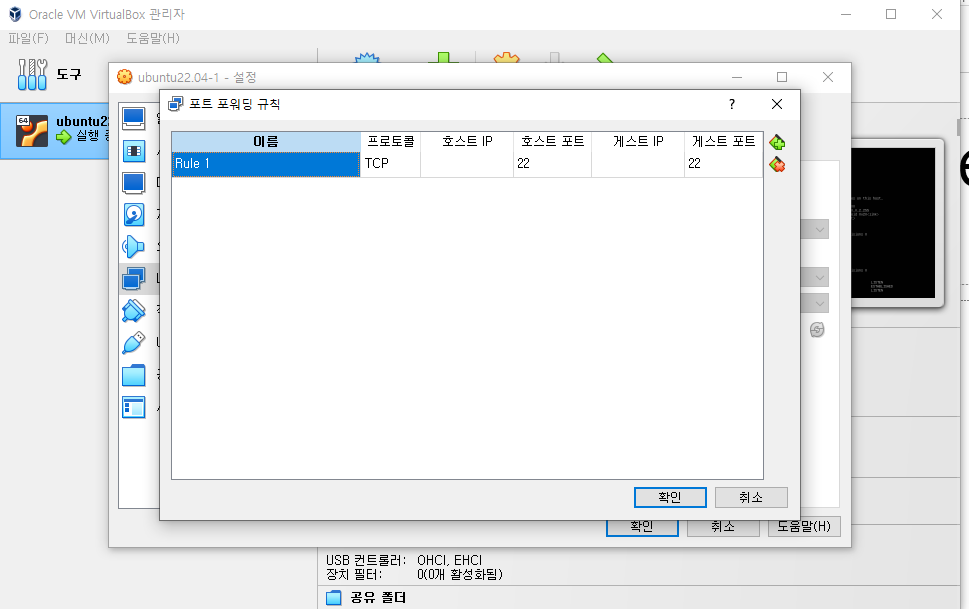 Oracle VM VirtualBox 관리자
파일(F) 머신(M) 도움말(H)
도구
ubuntu22.04-1 - 설정
64
ubuntu2
실행
포트 포워딩 규칙
?
이름 프로토콜 호스트 IP 호스트 포트 게스트 IP 게스트 포트
Rule 1 TCP 22 22
확인 취소
확인 취소 도움말(H)
USB 컨트롤러: OHCI, EHCI
장치 필터: 0(0개 활성화됨)
공유 폴더